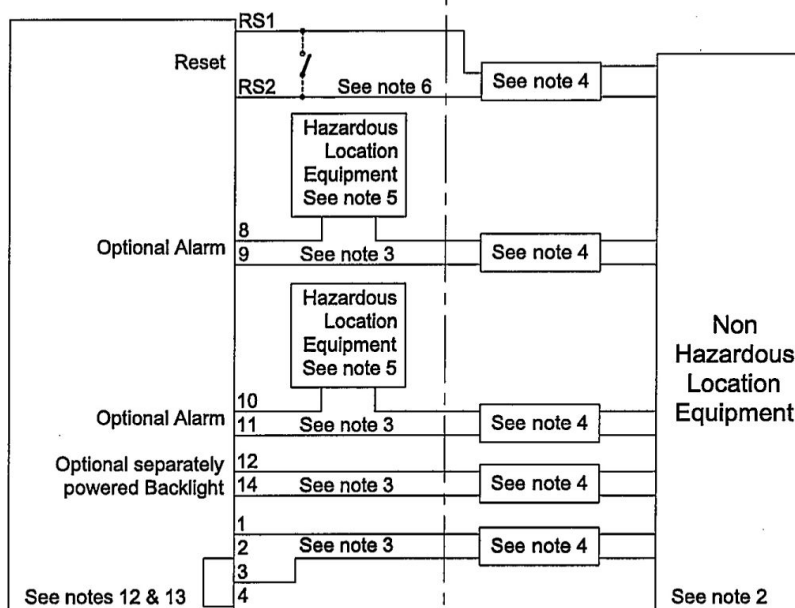 RS1
Reset
RS2
See note 6
See note 4
Hazardous
Location
Equipment
See note 5
8
Optional Alarm
9
See note 3
See note 4
Hazardous
Location
Equipment
See note 5
Non
Hazardous
Location
Equipment
10
Optional Alarm
11
See note 3
See note 4
Optional separately
powered Backlight
12
14
See note 3
See note 4
1
2
See note 3
See note 4
3
4
See notes 12 & 13
See note 2